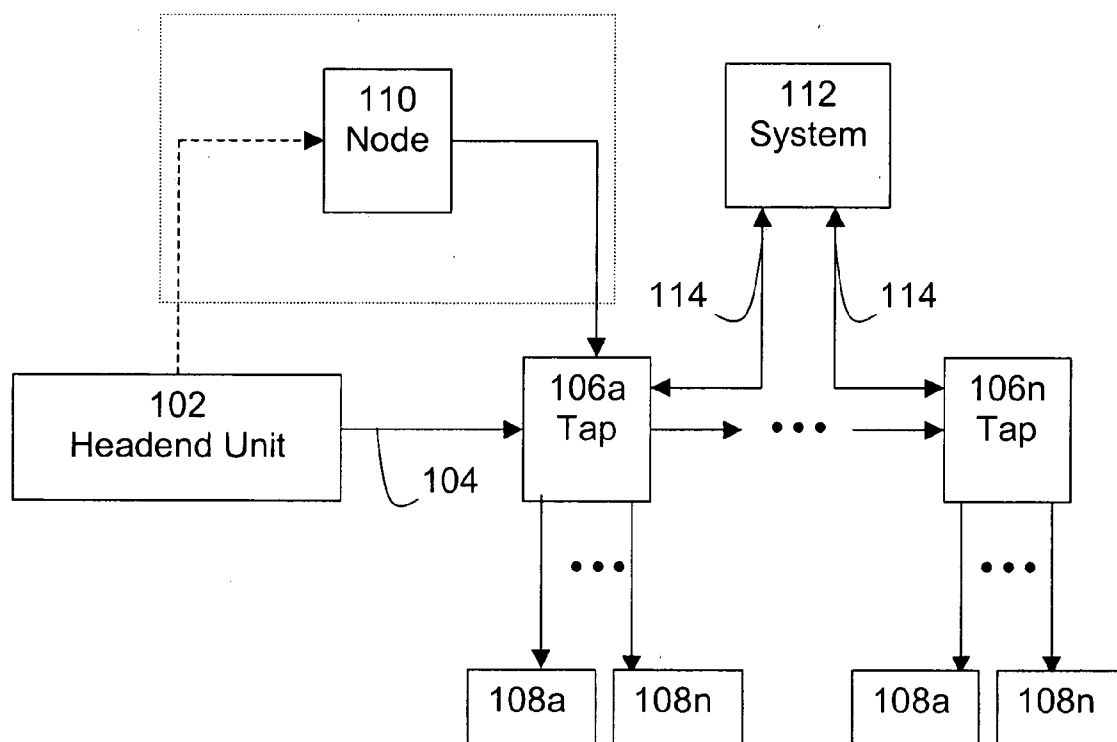 110
Node
112
System
114
114
102
Headend Unit
104
106a
Tap
106n
Tap
108a
108n
108a
108n